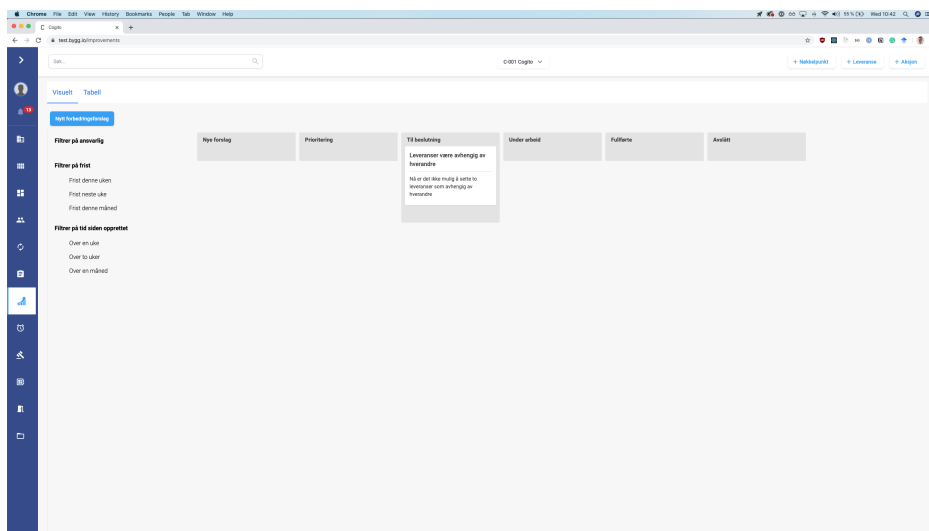 Chrome File Edit View History Bookmarks People Tab Window Help 55% Wed 10:42
Cogito
test.bygg.io/improvements
Søk...
C-001 Cogito
+ Nøkkelpunkt + Leveranse + Aksjon
Visuelt Tabell
13
Nytt forbedringsforslag
Filtrer på ansvarlig
Nye forslag Prioritering Til beslutning Under arbeid Fullførte Avslått
Leveranser være avhengig av
hverandre
Filtrer på frist
Nå er det ikke mulig å sette to
leveranser som avhengig av
hverandre
Frist denne uken
Frist neste uke
Frist denne måned
Filtrer på tid siden opprettet
Over en uke
Over to uker
Over en måned